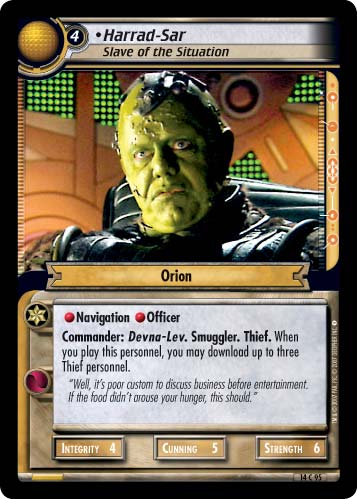 4
•Harrad-Sar
Slave of the Situation
Orion
Navigation Officer
Commander: Devna-Lev. Smuggler. Thief. When
you play this personnel, you may download up to three
Thief personnel.
"Well, it's poor custom to discuss business before entertainment.
If the food didn't arouse your hunger, this should."
INTEGRITY 4
CUNNING 5
STRENGTH 6
14 C 95